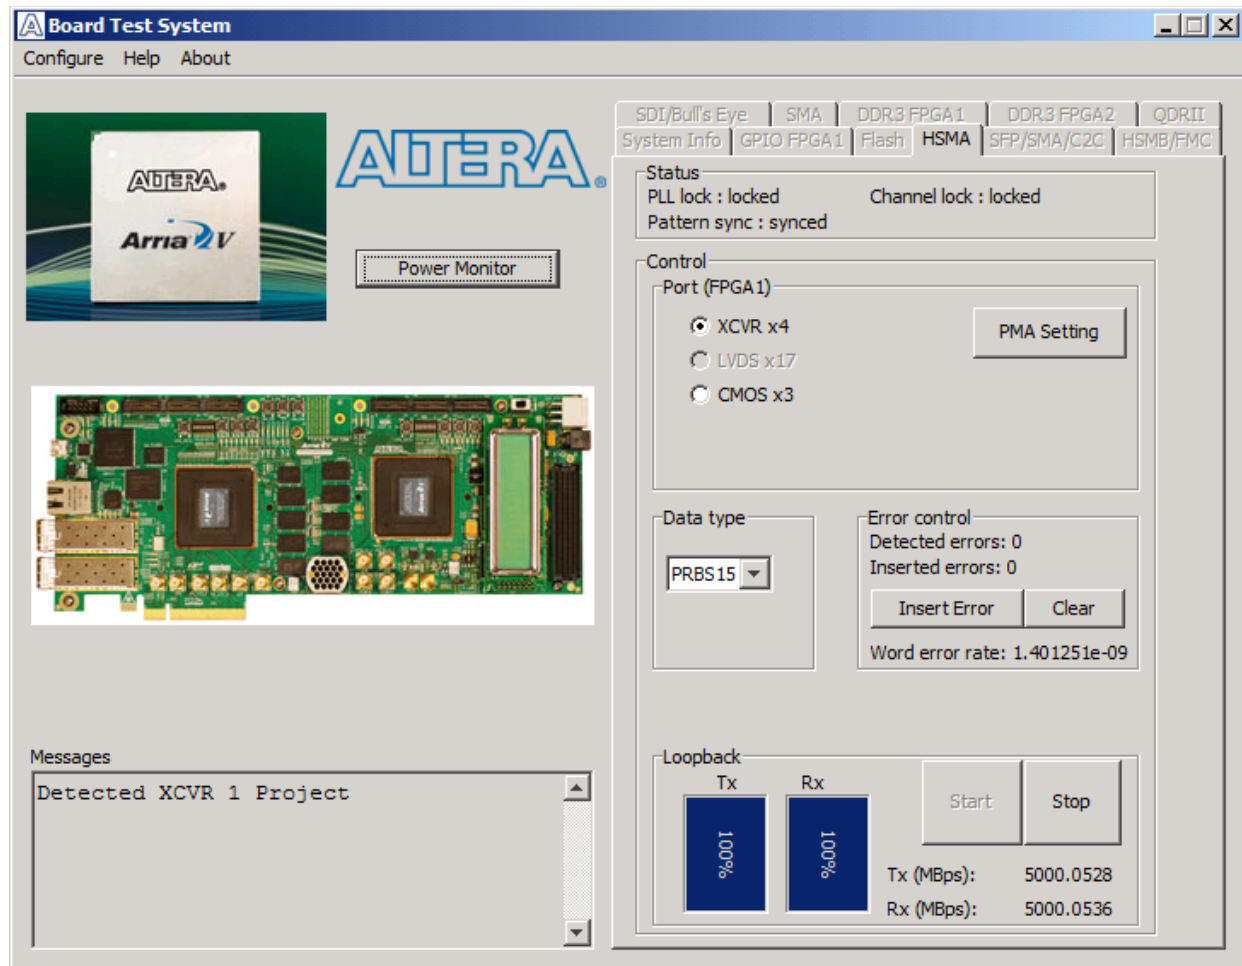 Board Test System
Configure Help About
ALTERA
Arria V
ALTERA
Power Monitor
SDI/Bull's Eye SMA DDR3 FPGA1 DDR3 FPGA2 QDRII
System Info GPIO FPGA1 Flash HSMA SFP/SMA/C2C HSMB/FMC
Status
PLL lock : locked Channel lock : locked
Pattern sync : synced
Control
Port (FPGA1)
XCVR x4
PMA Setting
LVDS x17
CMOS x3
Data type
PRBS15
Error control
Detected errors: 0
Inserted errors: 0
Insert Error Clear
Word error rate: 1.401251e-09
Messages
Detected XCVR 1 Project
Loopback
Tx Rx
100% 100%
Start Stop
Tx (MBps): 5000.0528
Rx (MBps): 5000.0536